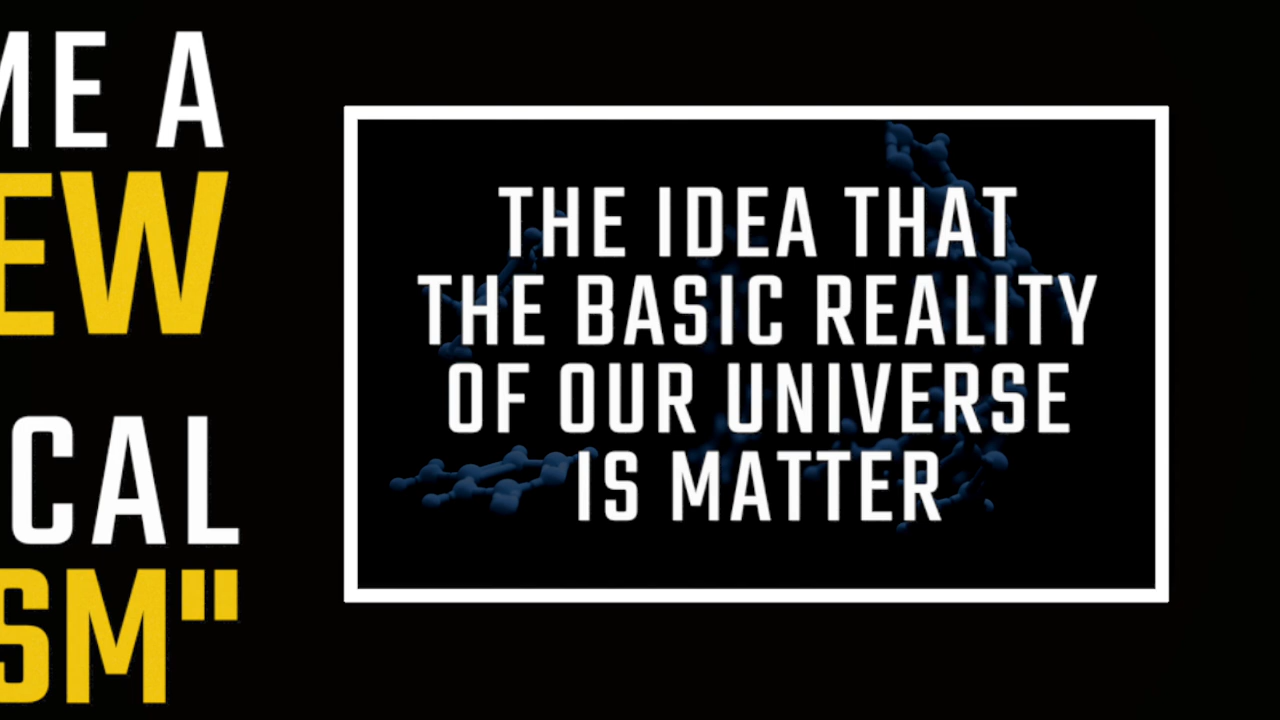 ME A
EW
CAL
SM"
THE IDEA THAT
THE BASIC REALITY
OF OUR UNIVERSE
IS MATTER